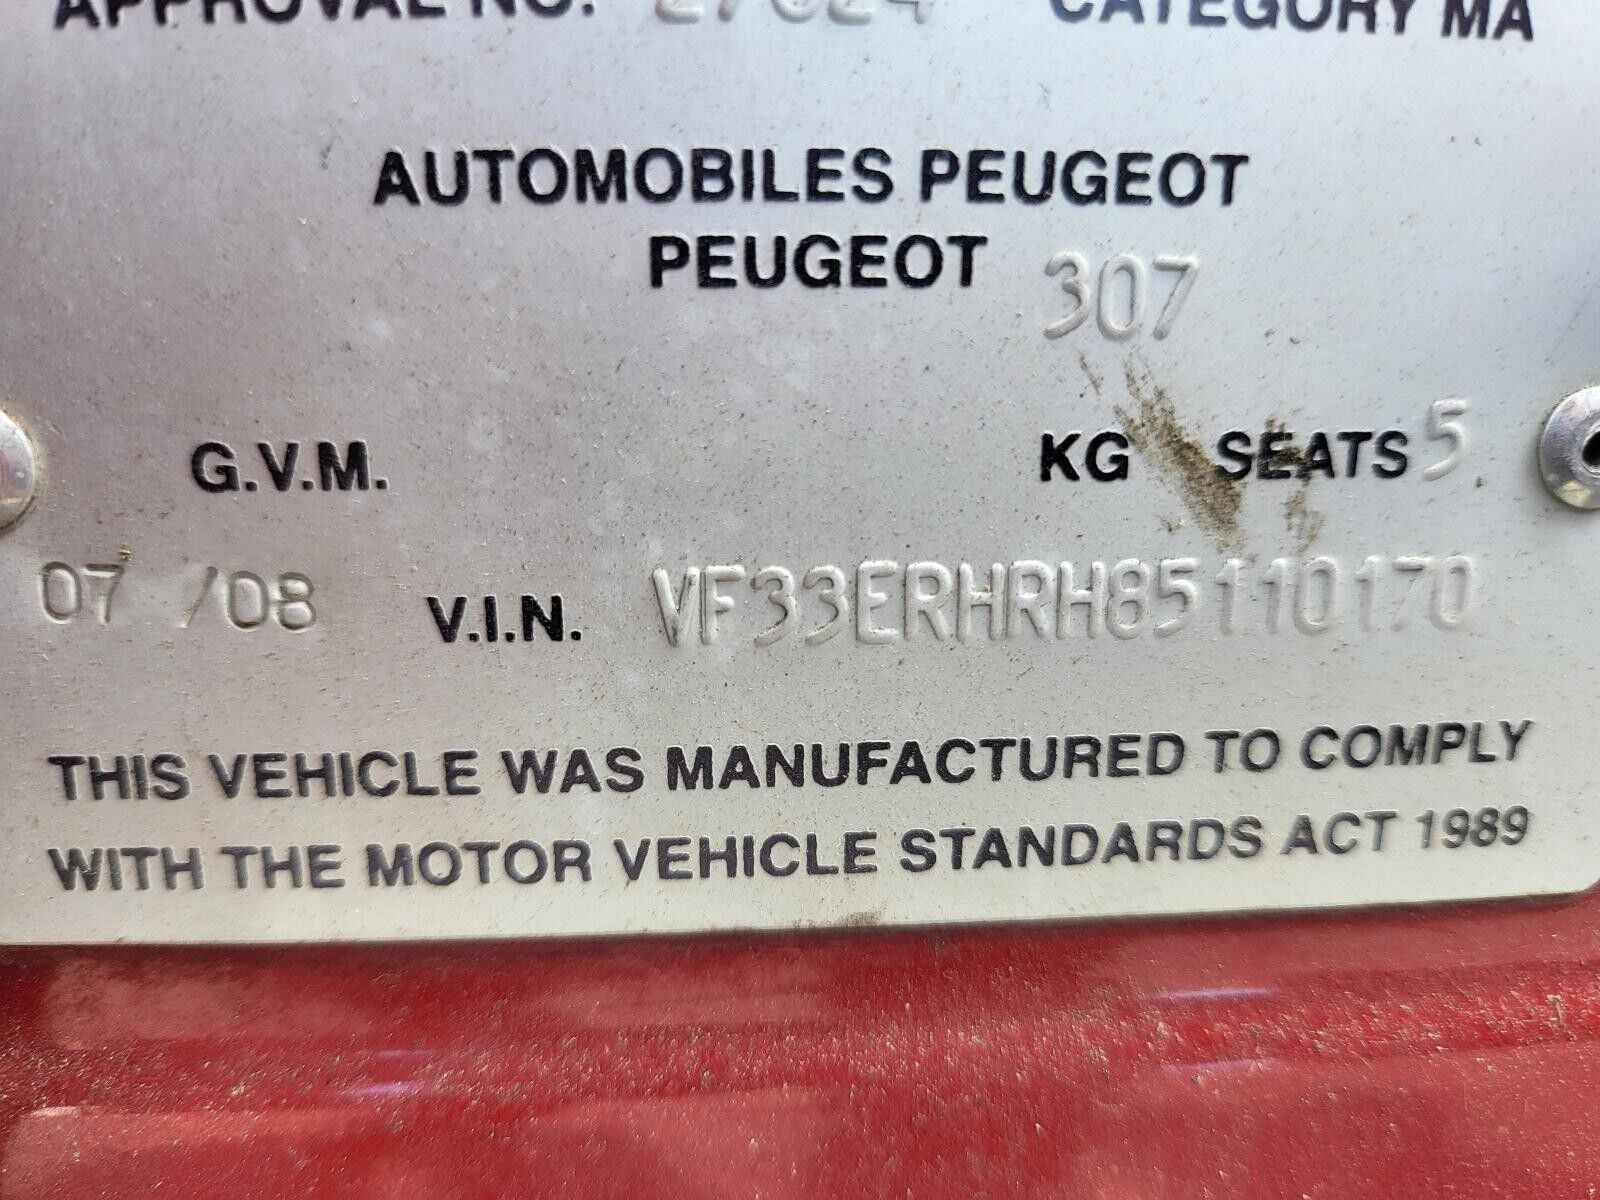 APPROVAL NO. CATEGORY MA
AUTOMOBILES PEUGEOT
PEUGEOT 307
G.V.M. KG SEATS 5
07 /08 V.I.N. VF33ERHRH85110170
THIS VEHICLE WAS MANUFACTURED TO COMPLY
WITH THE MOTOR VEHICLE STANDARDS ACT 1989